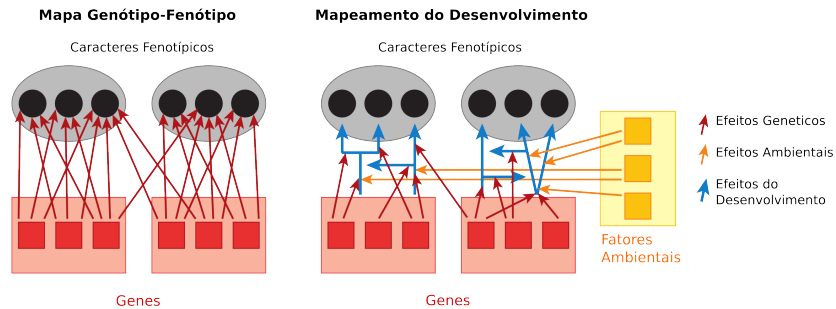 Mapa Genótipo-Fenótipo
Caracteres Fenotípicos
Genes
Mapeamento do Desenvolvimento
Caracteres Fenotípicos
Genes
Fatores
Ambientais
Efeitos Geneticos
Efeitos Ambientais
Efeitos do
Desenvolvimento